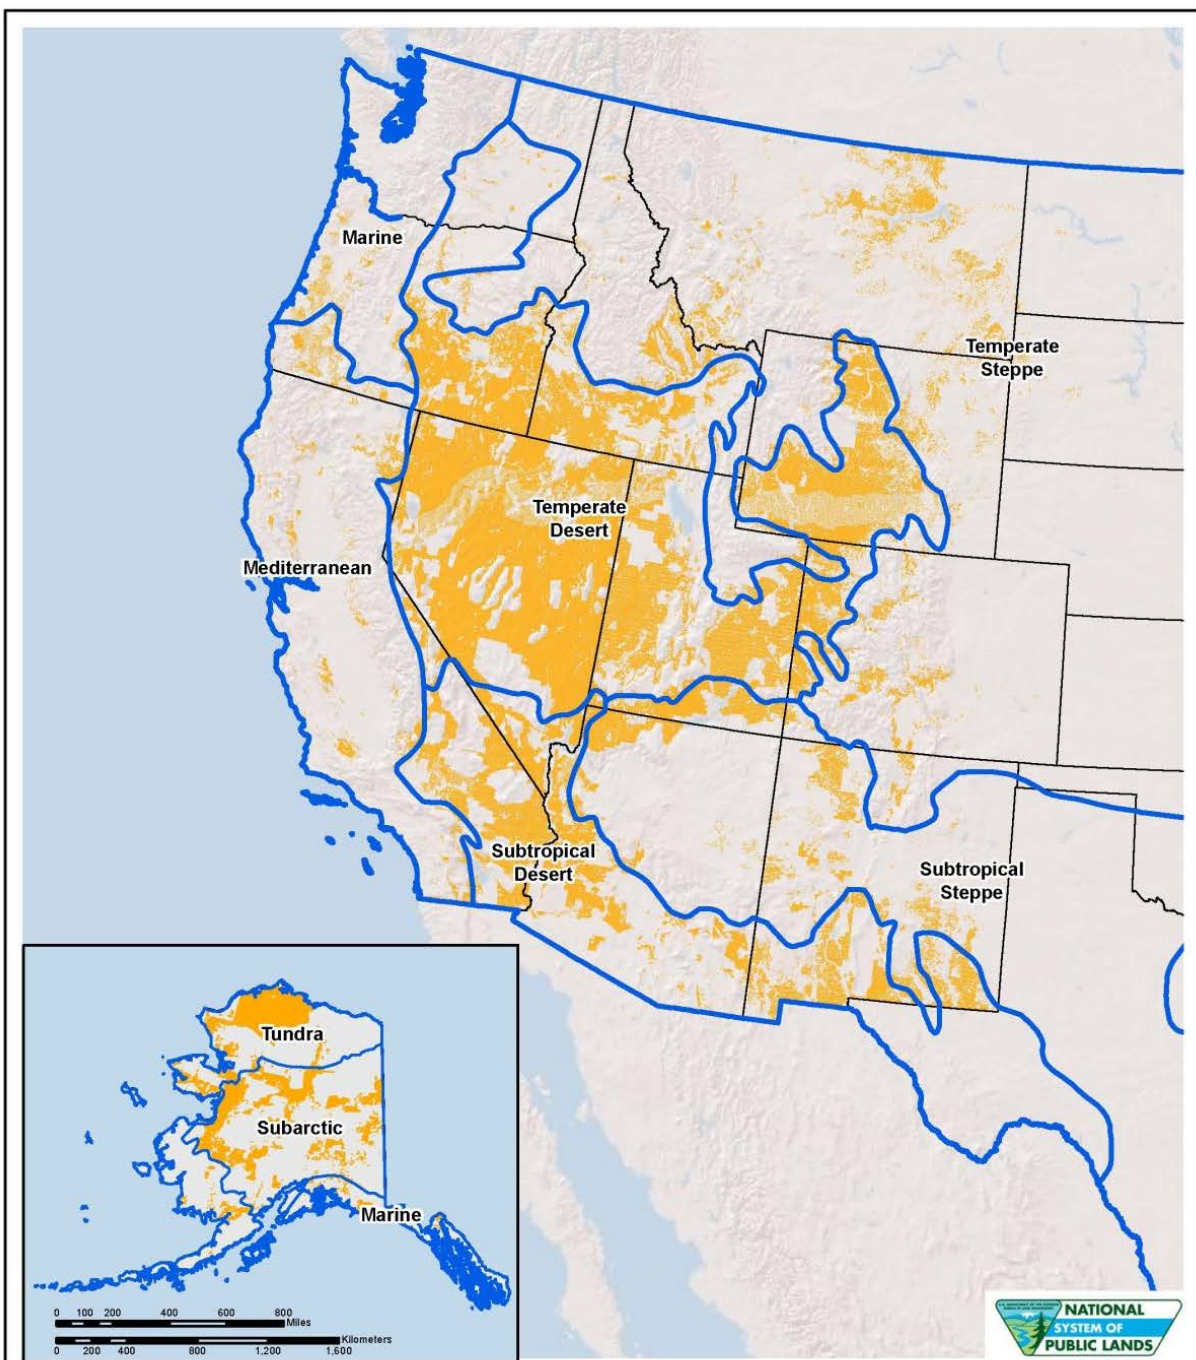 Marine
Temperate
Steppe
Temperate
Desert
Mediterranean
Subtropical
Desert
Subtropical
Steppe
Tundra
Subarctic
Marine
0 100 200 400 600 800
Miles
Kilometers
0 200 400 800 1,200 1,600
NATIONAL
SYSTEM OF
PUBLIC LANDS